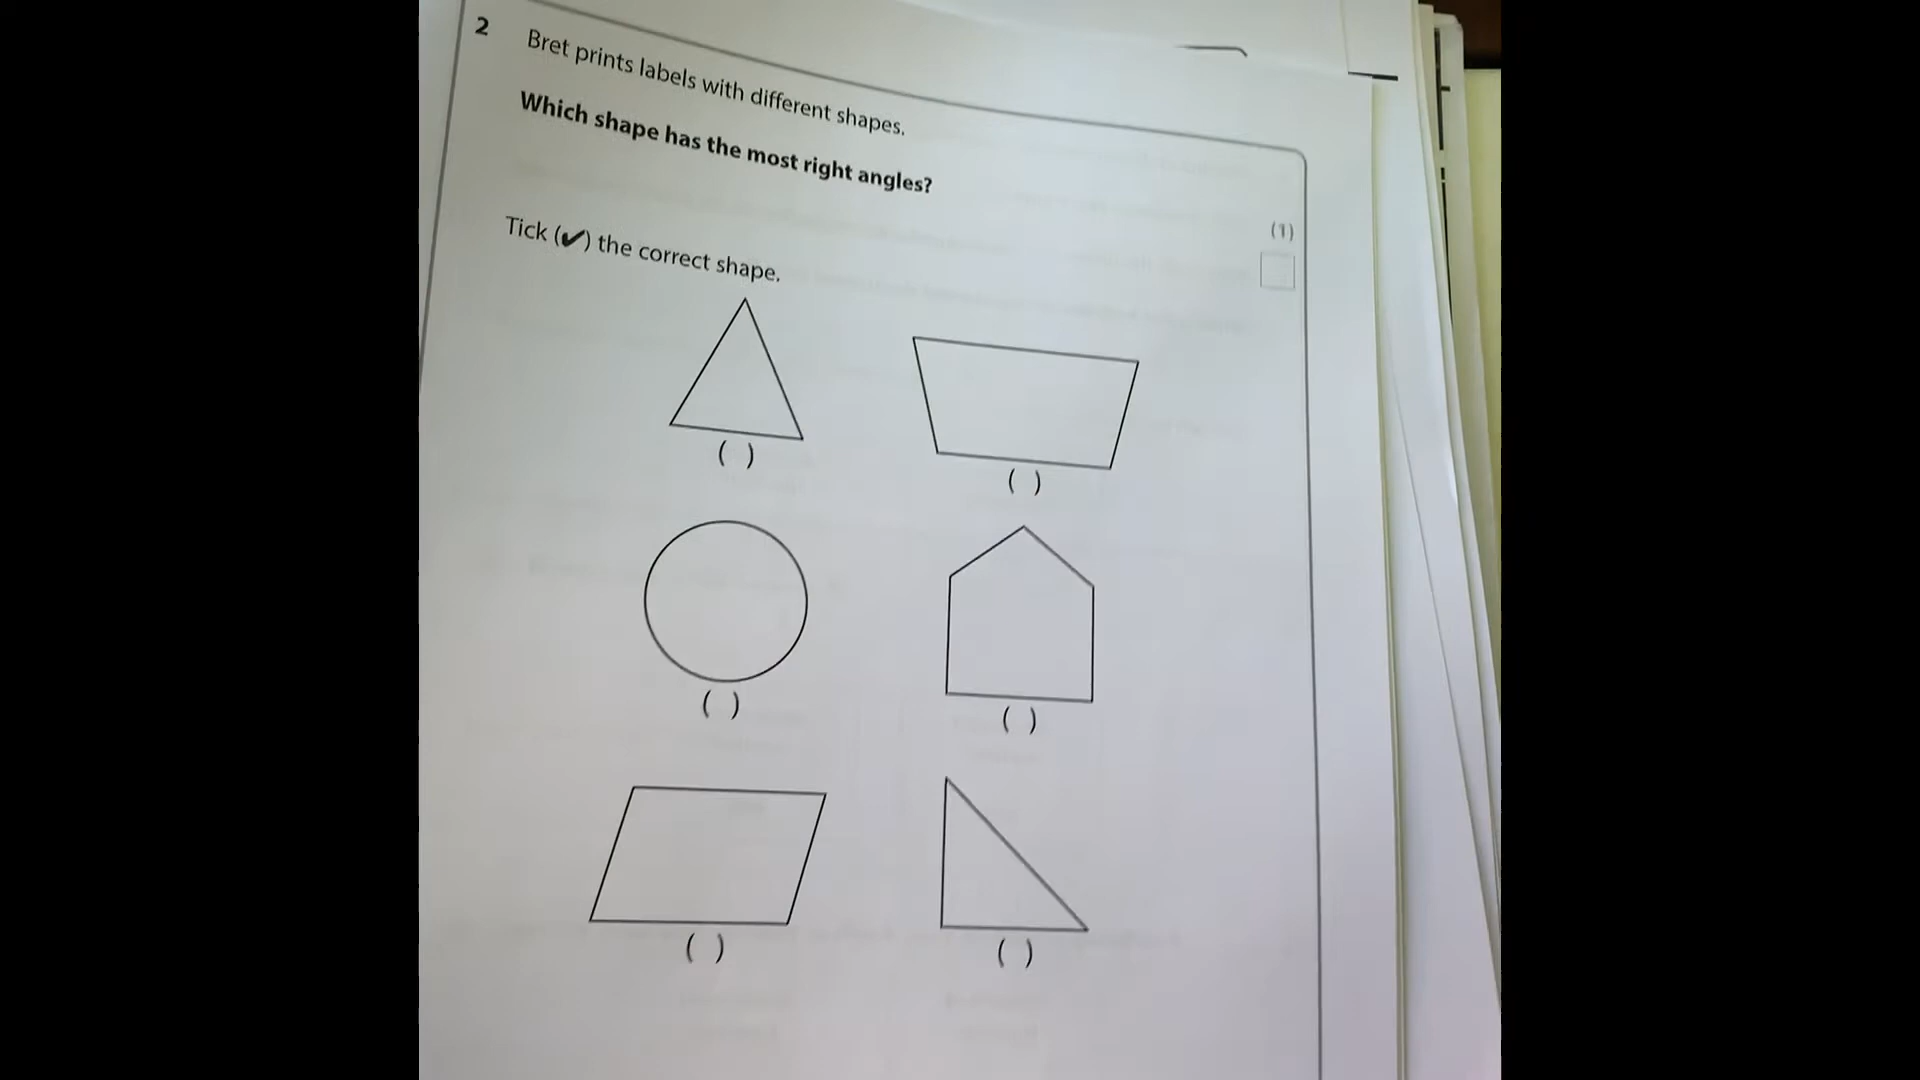 2 Bret prints labels with different shapes.
Which shape has the most right angles?
(1)
Tick (✔) the correct shape.
( )
( )
( )
( )
( )
( )